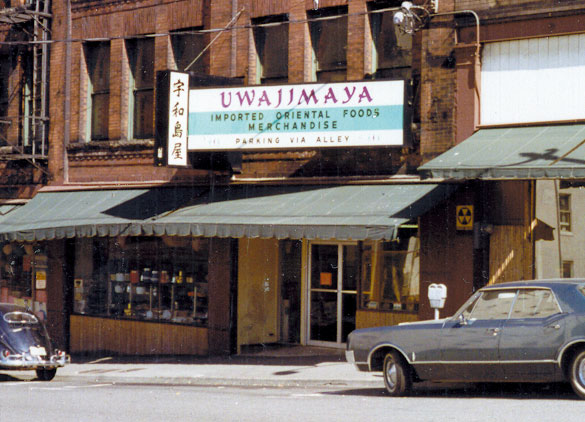 宇和島屋
UWAJIMAYA
IMPORTED ORIENTAL FOODS
MERCHANDISE
PARKING VIA ALLEY